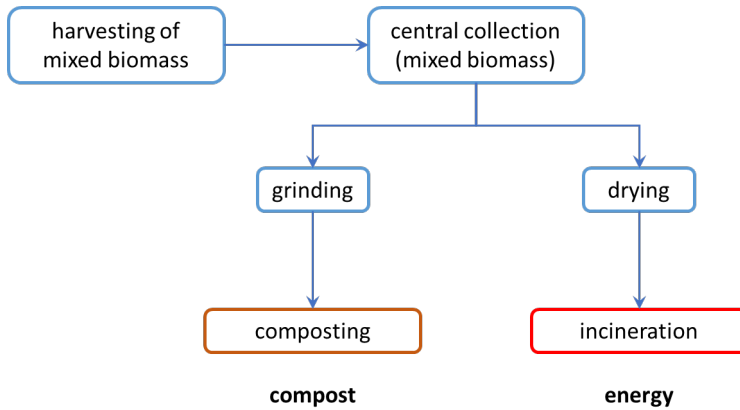 harvesting of
mixed biomass
central collection
(mixed biomass)
grinding
drying
composting
incineration
compost
energy